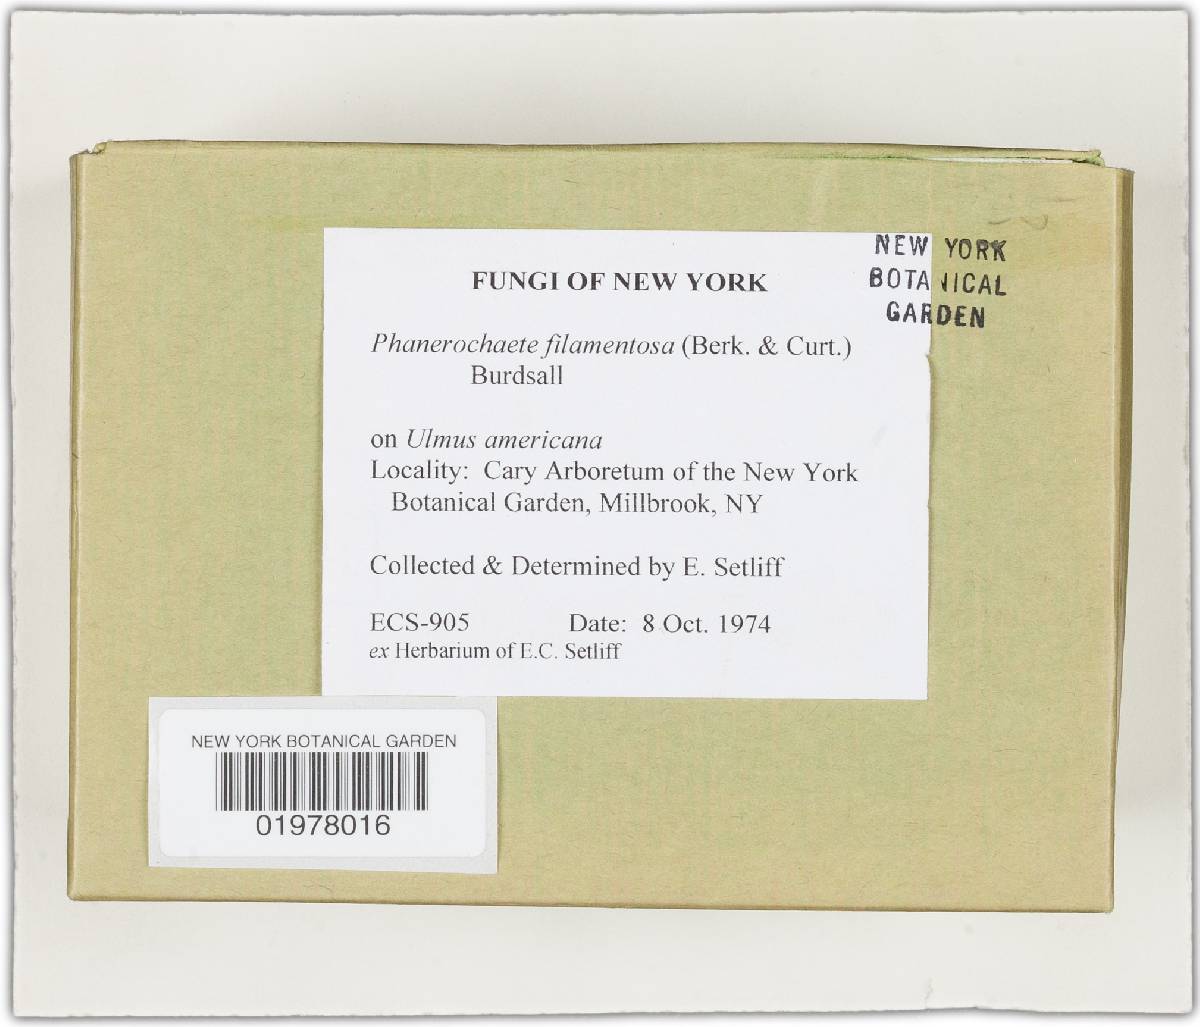 NEW YORK
BOTANICAL
GARDEN
FUNGI OF NEW YORK
Phanerochaete filamentosa (Berk. & Curt.)
Burdsall
on Ulmus americana
Locality: Cary Arboretum of the New York
Botanical Garden, Millbrook, NY
Collected & Determined by E. Setliff
ECS-905 Date: 8 Oct. 1974
ex Herbarium of E.C. Setliff
NEW YORK BOTANICAL GARDEN
01978016